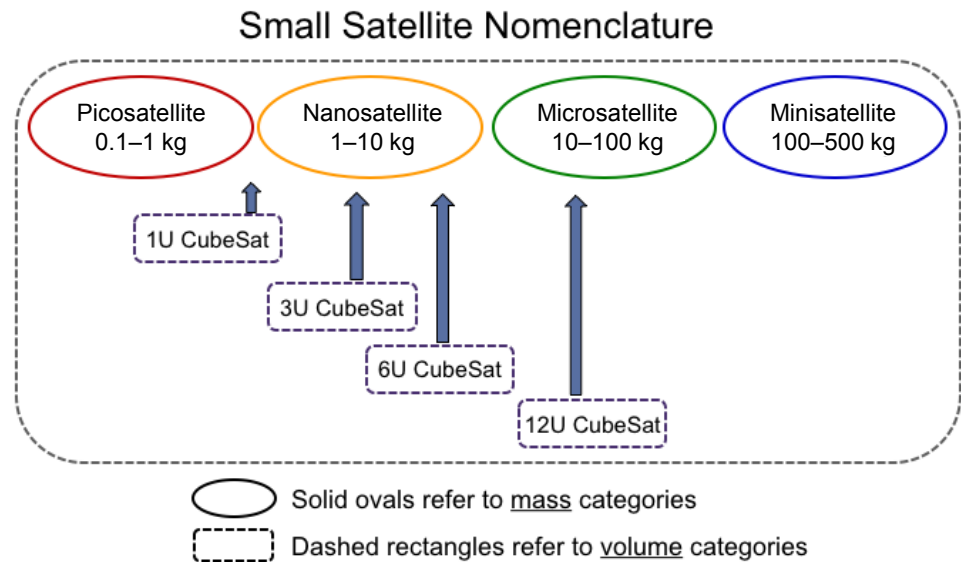 Small Satellite Nomenclature
Picosatellite
0.1–1 kg
Nanosatellite
1–10 kg
Microsatellite
10–100 kg
Minisatellite
100–500 kg
1U CubeSat
3U CubeSat
6U CubeSat
12U CubeSat
Solid ovals refer to mass categories
Dashed rectangles refer to volume categories